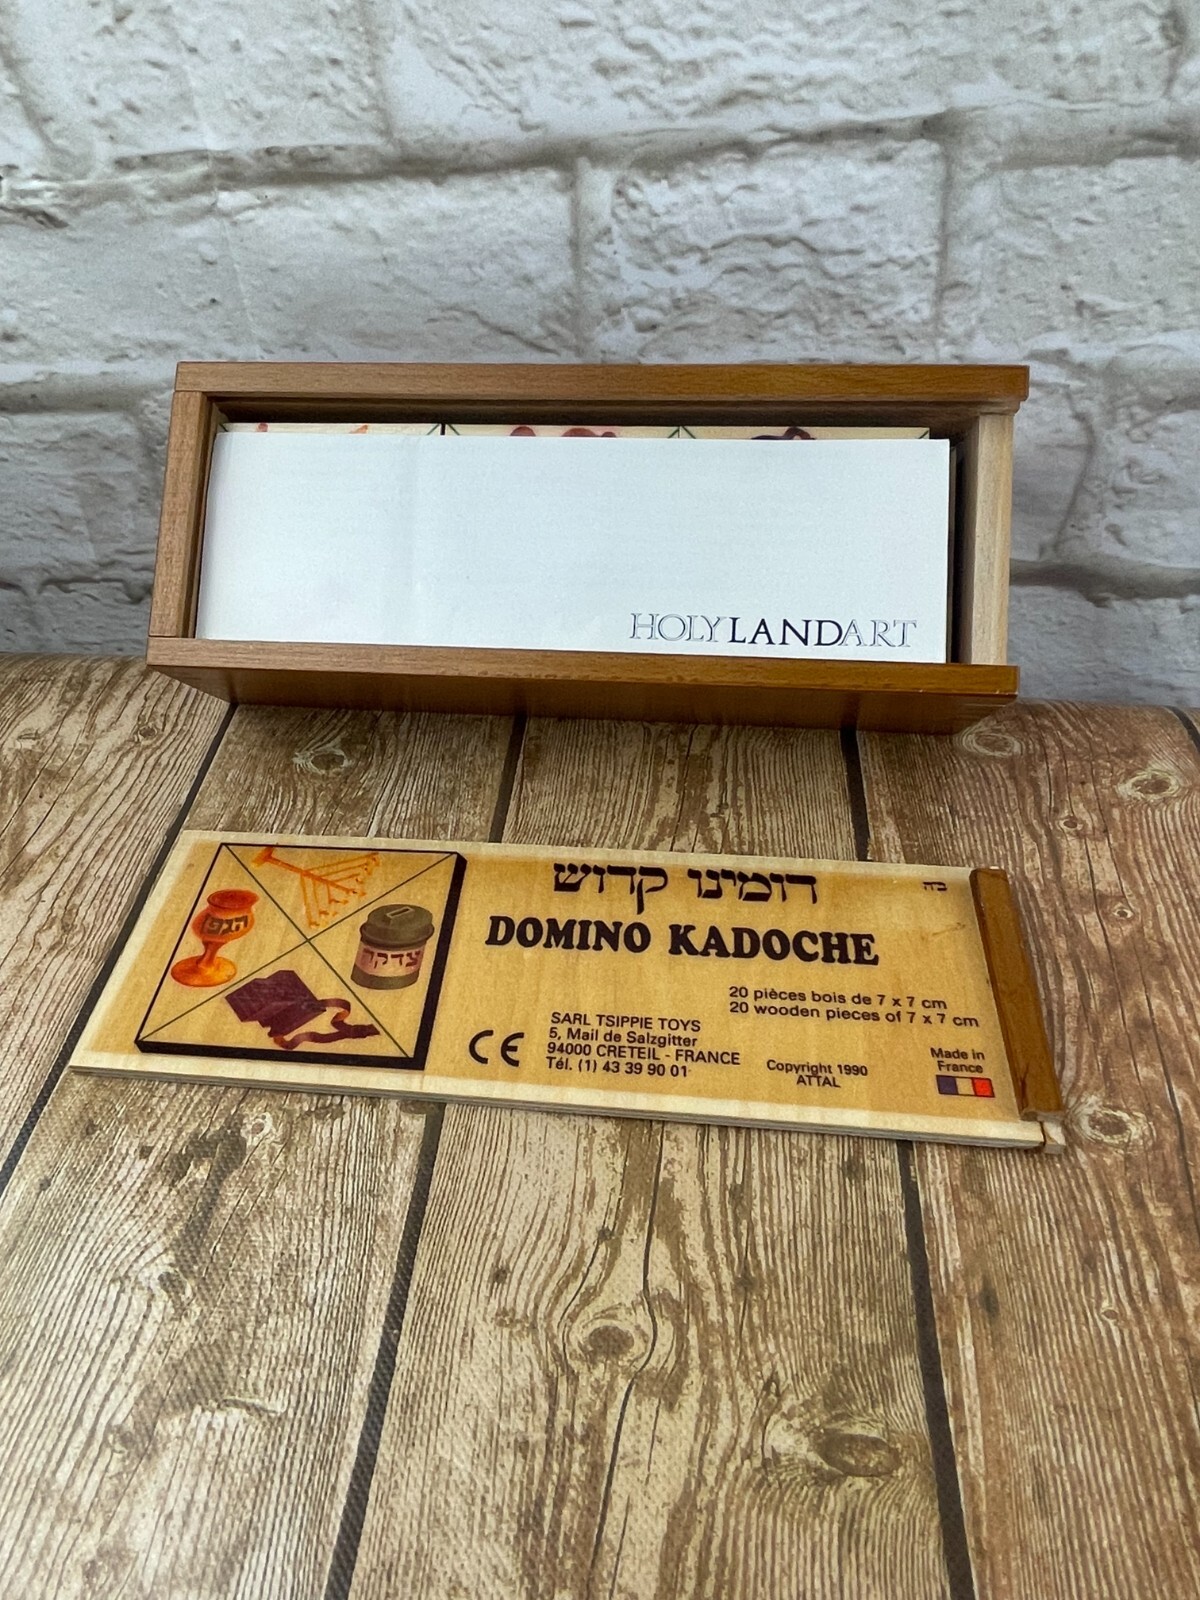 HOLYLANDART
דומינו קדוש
בה
DOMINO KADOCHE
הגפן
צדקה
20 pièces bois de 7 x 7 cm
20 wooden pieces of 7 x 7 cm
CE
SARL TSIPPIE TOYS
5, Mail de Salzgitter
94000 CRETEIL - FRANCE
Tél. (1) 43 39 90 01
Copyright 1990
ATTAL
Made in
France